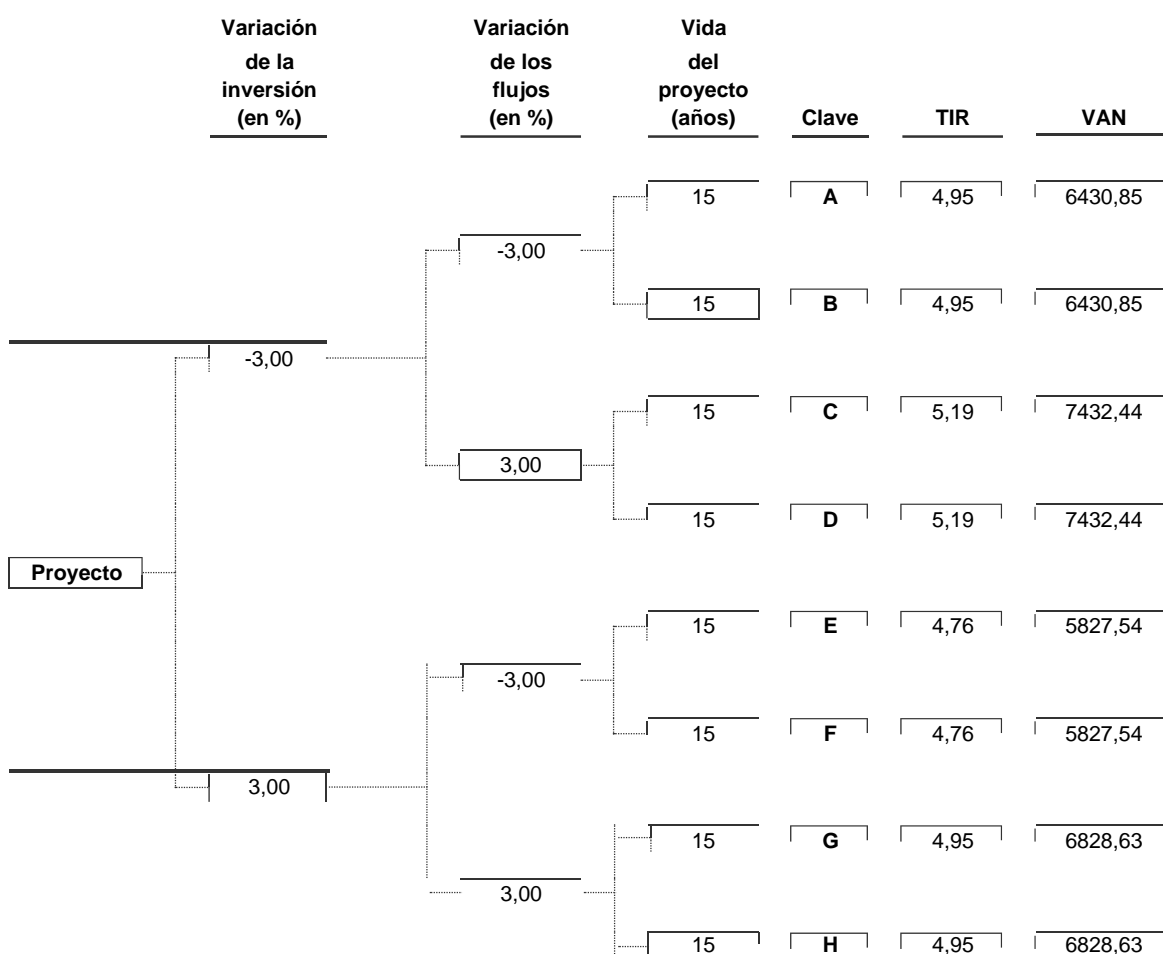 Variación Variación Vida
de la de los del
inversión flujos proyecto
(en %) (en %) (años) Clave TIR VAN
15 A 4,95 6430,85
-3,00
15 B 4,95 6430,85
-3,00
15 C 5,19 7432,44
3,00
15 D 5,19 7432,44
Proyecto
15 E 4,76 5827,54
-3,00
15 F 4,76 5827,54
3,00
15 G 4,95 6828,63
3,00
15 H 4,95 6828,63